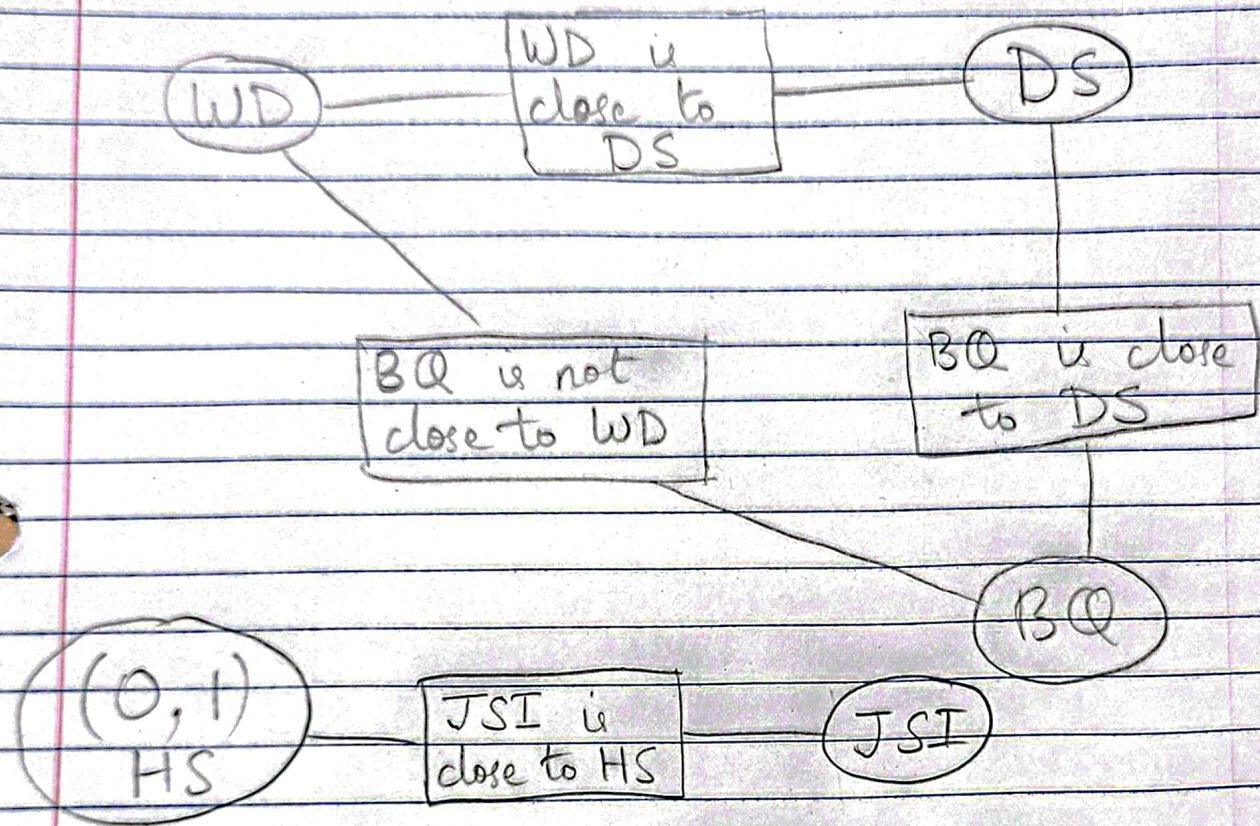 WD
WD is
close to
DS
DS
BQ is not
close to WD
BQ is close
to DS
BQ
(0,1)
HS
JSI is
close to HS
JSI